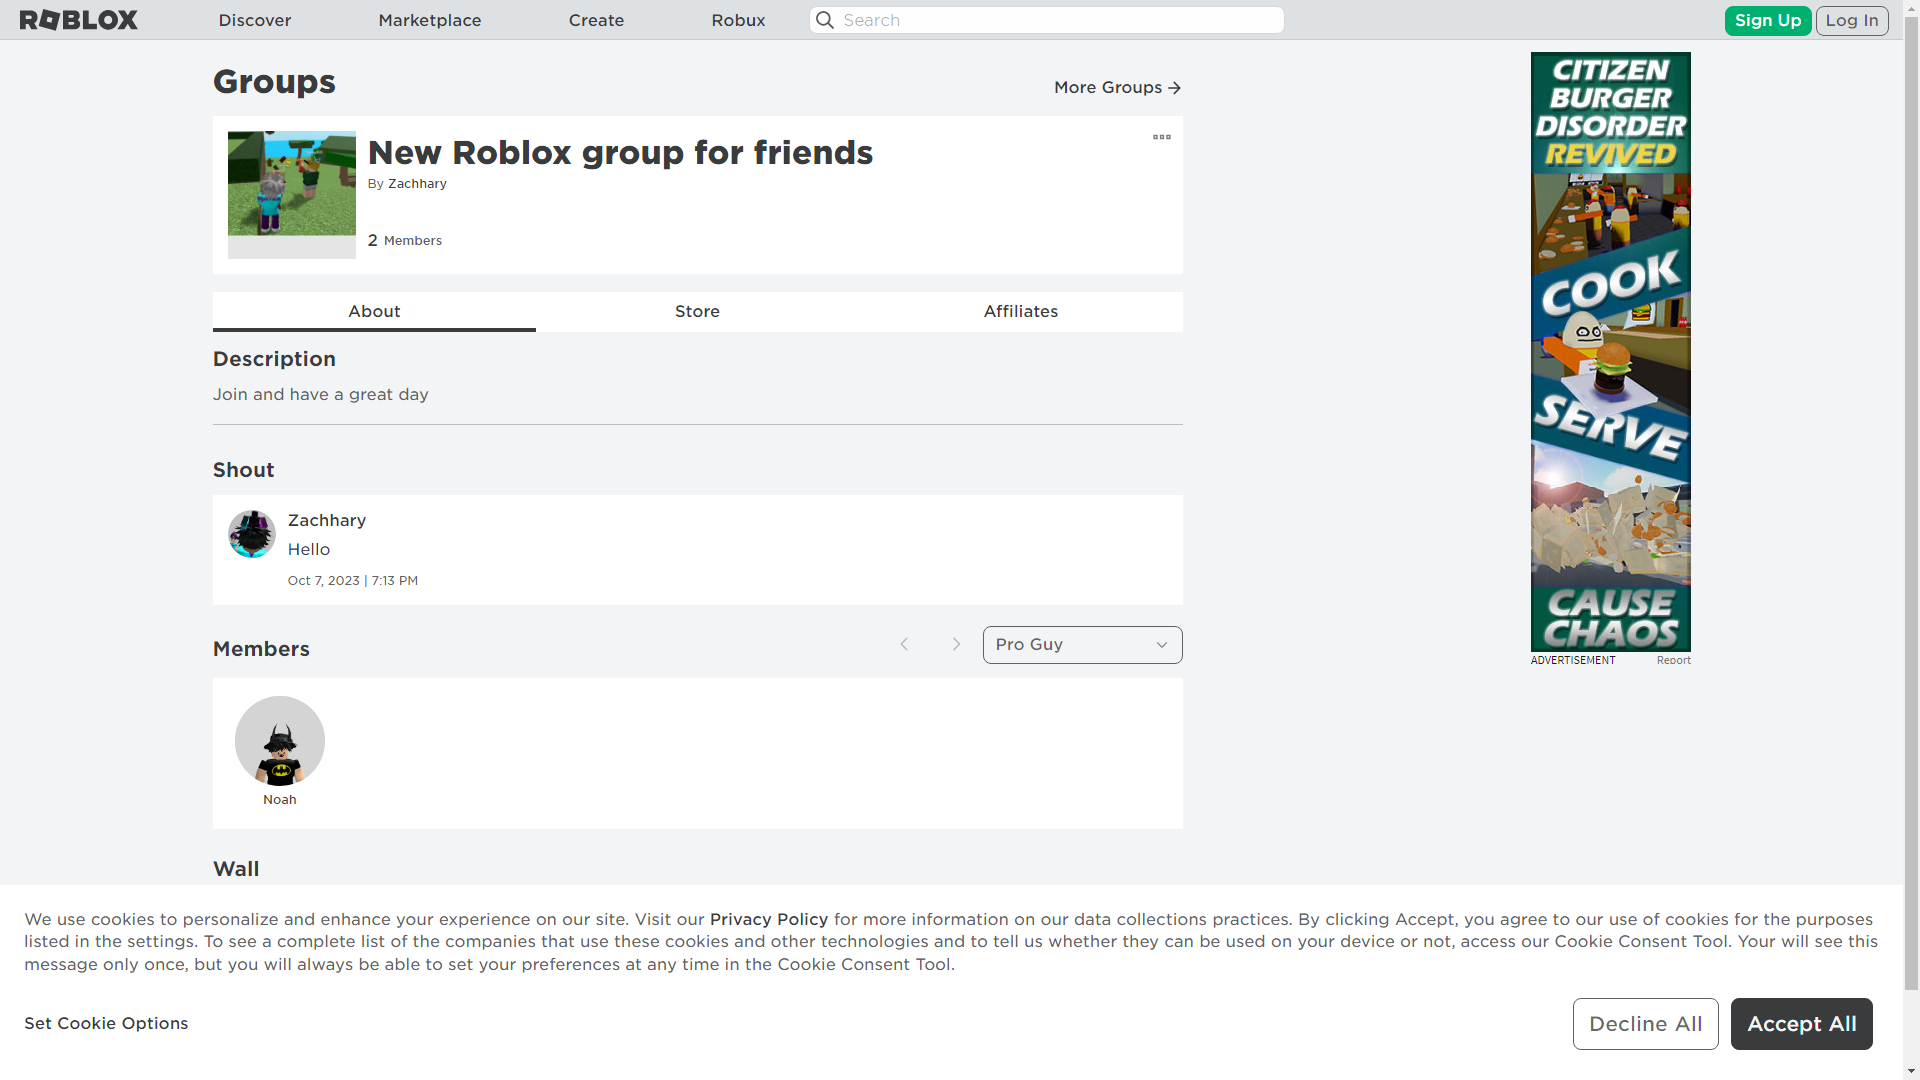 ROBLOX
Discover
Marketplace
Create
Robux
Search
Sign Up
Log In
Groups
More Groups
New Roblox group for friends
By Zachhary
2 Members
About
Store
Affiliates
Description
Join and have a great day
Shout
Zachhary
Hello
Oct 7, 2023 | 7:13 PM
Members
Pro Guy
Noah
Wall
CITIZEN
BURGER
DISORDER
REVIVED
COOK
SERVE
CAUSE
CHAOS
ADVERTISEMENT
Report
We use cookies to personalize and enhance your experience on our site. Visit our Privacy Policy for more information on our data collections practices. By clicking Accept, you agree to our use of cookies for the purposes
listed in the settings. To see a complete list of the companies that use these cookies and other technologies and to tell us whether they can be used on your device or not, access our Cookie Consent Tool. Your will see this
message only once, but you will always be able to set your preferences at any time in the Cookie Consent Tool.
Set Cookie Options
Decline All
Accept All